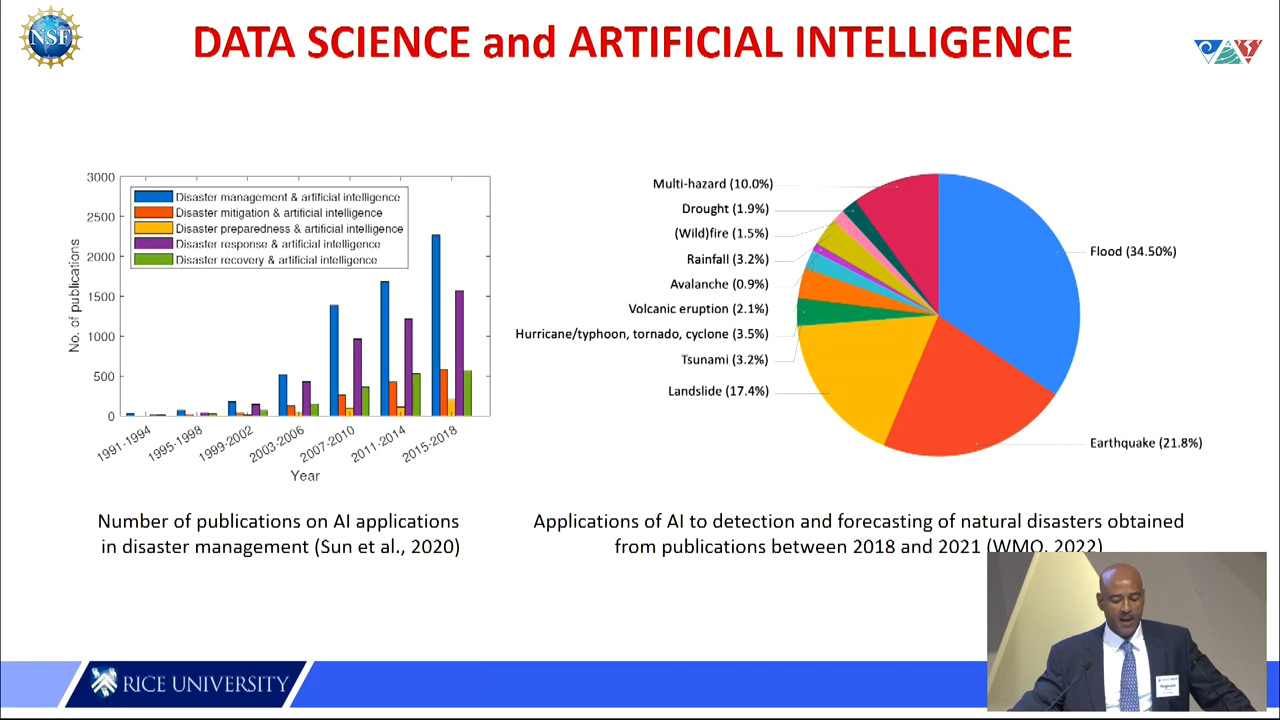 NSF
DATA SCIENCE and ARTIFICIAL INTELLIGENCE
3000
2500
2000
1500
1000
500
0
No. of publications
Disaster management & artificial intelligence
Disaster mitigation & artificial intelligence
Disaster preparedness & artificial intelligence
Disaster response & artificial intelligence
Disaster recovery & artificial intelligence
1991-1994
1995-1998
1999-2002
2003-2006
2007-2010
2011-2014
2015-2018
Year
Number of publications on AI applications
in disaster management (Sun et al., 2020)
Multi-hazard (10.0%)
Drought (1.9%)
(Wild)fire (1.5%)
Rainfall (3.2%)
Avalanche (0.9%)
Volcanic eruption (2.1%)
Hurricane/typhoon, tornado, cyclone (3.5%)
Tsunami (3.2%)
Landslide (17.4%)
Flood (34.50%)
Earthquake (21.8%)
Applications of AI to detection and forecasting of natural disasters obtained
from publications between 2018 and 2021 (WMO, 2022)
RICE UNIVERSITY